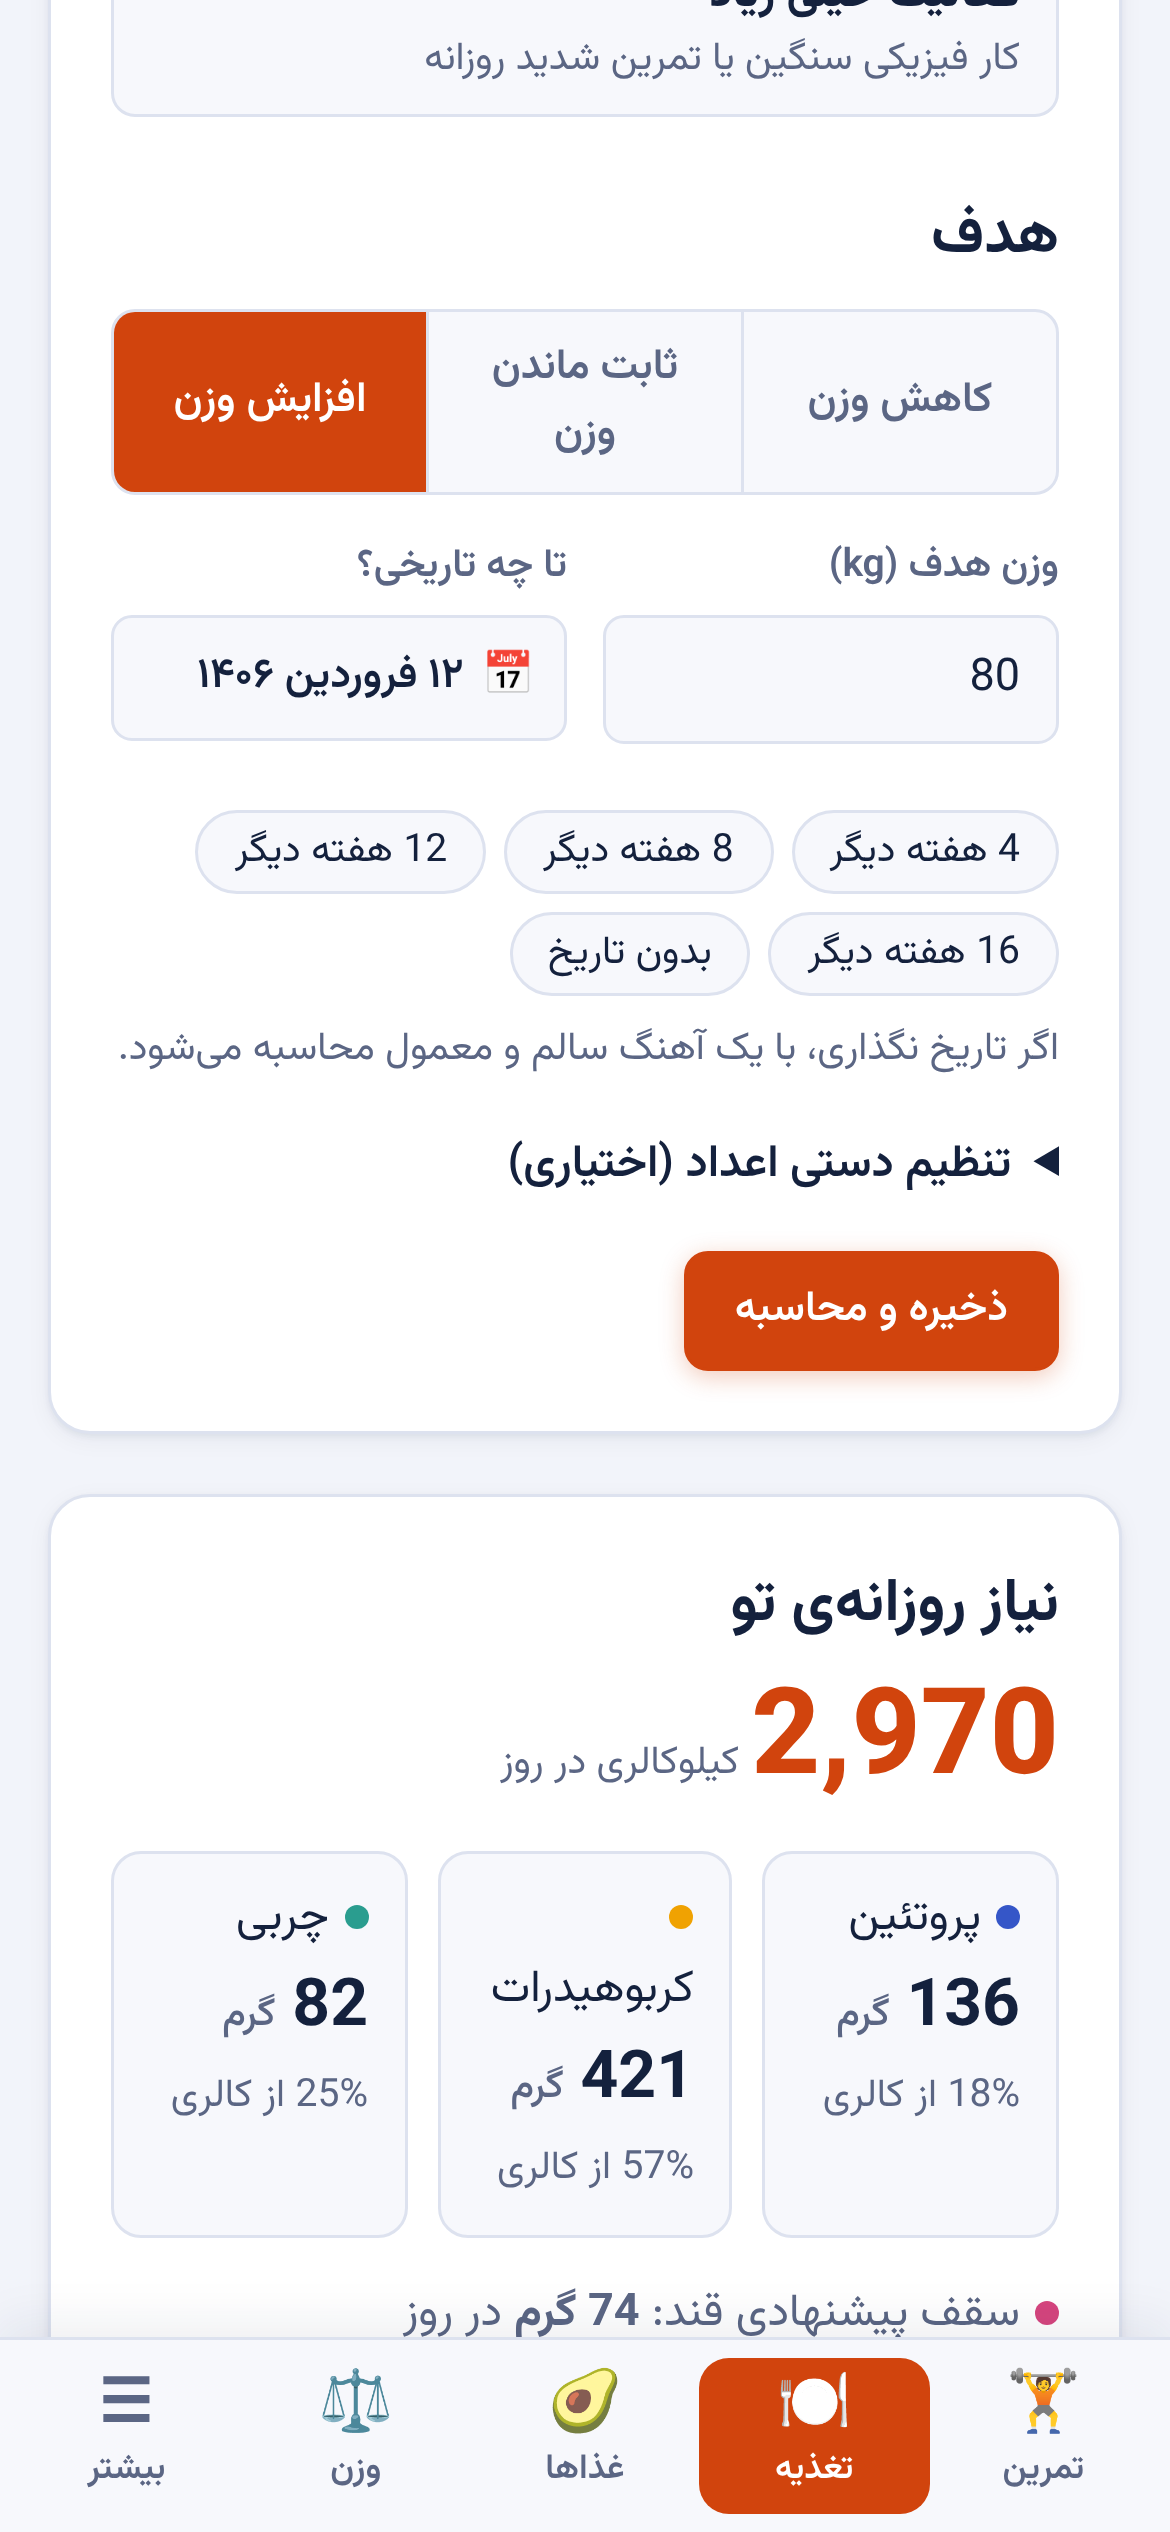 فعالیت خیلی زیاد
کار فیزیکی سنگین یا تمرین شدید روزانه
هدف
کاهش وزن
ثابت ماندن
وزن
افزایش وزن
وزن هدف (kg)
تا چه تاریخی؟
80
۱۲ فروردین ۱۴۰۶
4 هفته دیگر
8 هفته دیگر
12 هفته دیگر
16 هفته دیگر
بدون تاریخ
اگر تاریخ نگذاری، با یک آهنگ سالم و معمول محاسبه می‌شود.
تنظیم دستی اعداد (اختیاری)
ذخیره و محاسبه
نیاز روزانه‌ی تو
2,970 کیلوکالری در روز
پروتئین
136 گرم
18% از کالری
کربوهیدرات
421 گرم
57% از کالری
چربی
82 گرم
25% از کالری
سقف پیشنهادی قند: 74 گرم در روز
تمرین
تغذیه
غذاها
وزن
بیشتر